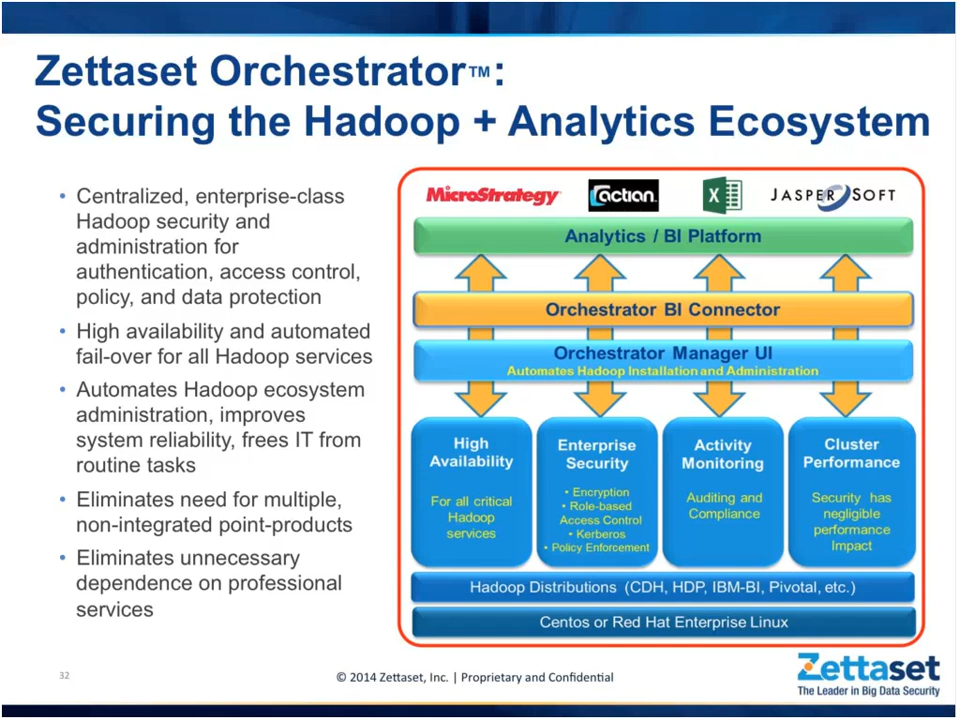 Zettaset Orchestrator™:
Securing the Hadoop + Analytics Ecosystem
• Centralized, enterprise-class
Hadoop security and
administration for
authentication, access control,
policy, and data protection
• High availability and automated
fail-over for all Hadoop services
• Automates Hadoop ecosystem
administration, improves
system reliability, frees IT from
routine tasks
• Eliminates need for multiple,
non-integrated point-products
• Eliminates unnecessary
dependence on professional
services
MicroStrategy
Action
X
JASPERSOFT
Analytics / BI Platform
Orchestrator BI Connector
Orchestrator Manager UI
Automates Hadoop Installation and Administration
High
Availability
For all critical
Hadoop
services
Enterprise
Security
• Encryption
• Role-based
Access Control
• Kerberos
• Policy Enforcement
Activity
Monitoring
Auditing and
Compliance
Cluster
Performance
Security has
negligible
performance
Impact
Hadoop Distributions (CDH, HDP, IBM-BI, Pivotal, etc.)
Centos or Red Hat Enterprise Linux
32
© 2014 Zettaset, Inc. | Proprietary and Confidential
Zettaset
The Leader in Big Data Security